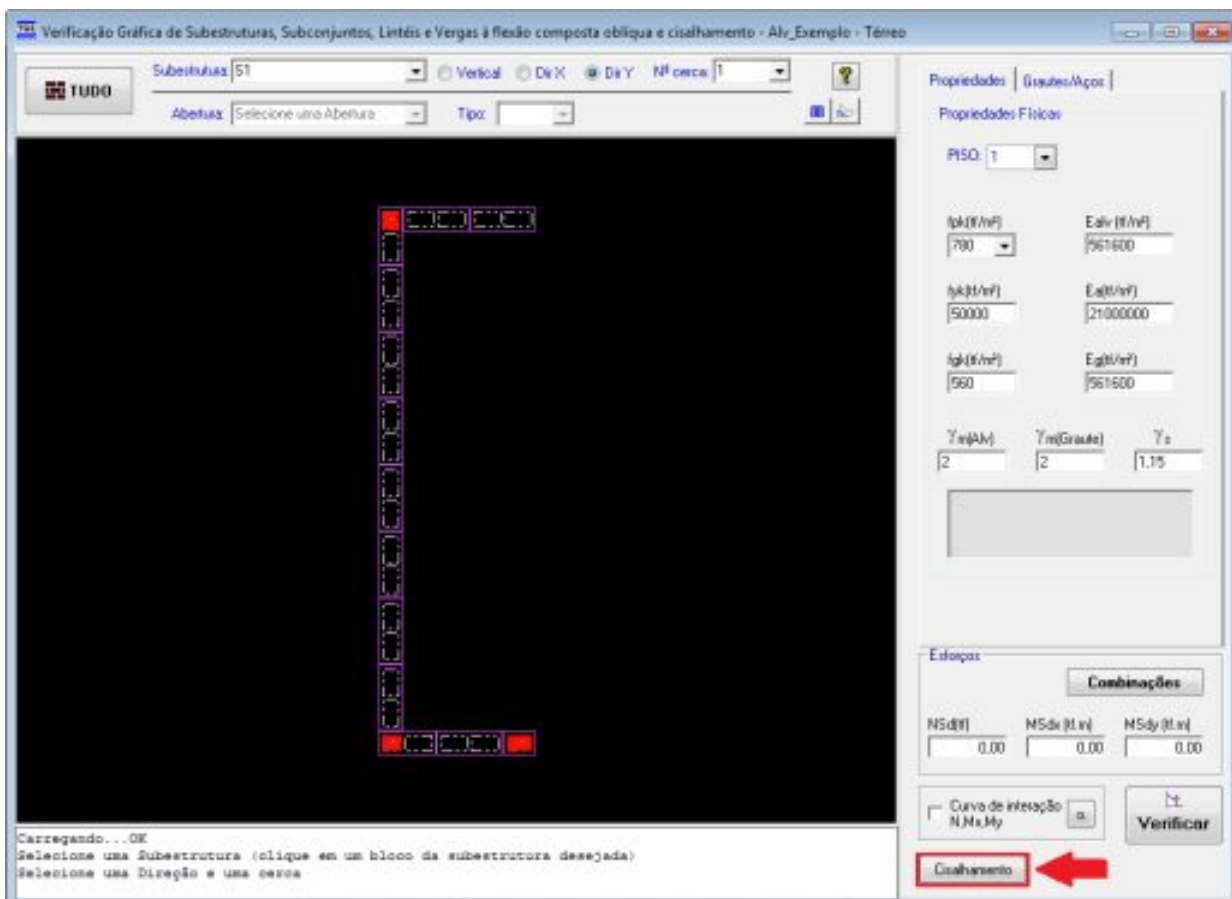 Verificação Gráfica de Subestruturas, Subconjuntos, Lintéis e Vergas à flexão composta oblíqua e cisalhamento - Alv_Exemplo - Térreo
TUDO
Subestrutura: S1 Vertical Dir X Dir Y Nº cerca: 1
Abertura: Selecione uma Abertura Tipo:
Propriedades Grautes/Aços
Propriedades Físicas
PISO: 1
fpk(tf/m²) Ealv (tf/m²)
780 561600
fyk(tf/m²) Ea(tf/m²)
50000 21000000
fgk(tf/m²) Eg(tf/m²)
560 561600
γm(Alv) γm(Graute) γs
2 2 1.15
Esforços
Combinações
NSd(tf) MSdx (tf.m) MSdy (tf.m)
0.00 0.00 0.00
Curva de interação
N,Mx,My
α
Verificar
Cisalhamento
Carregando...OK
Selecione uma Subestrutura (clique em um bloco da subestrutura desejada)
Selecione uma Direção e uma cerca